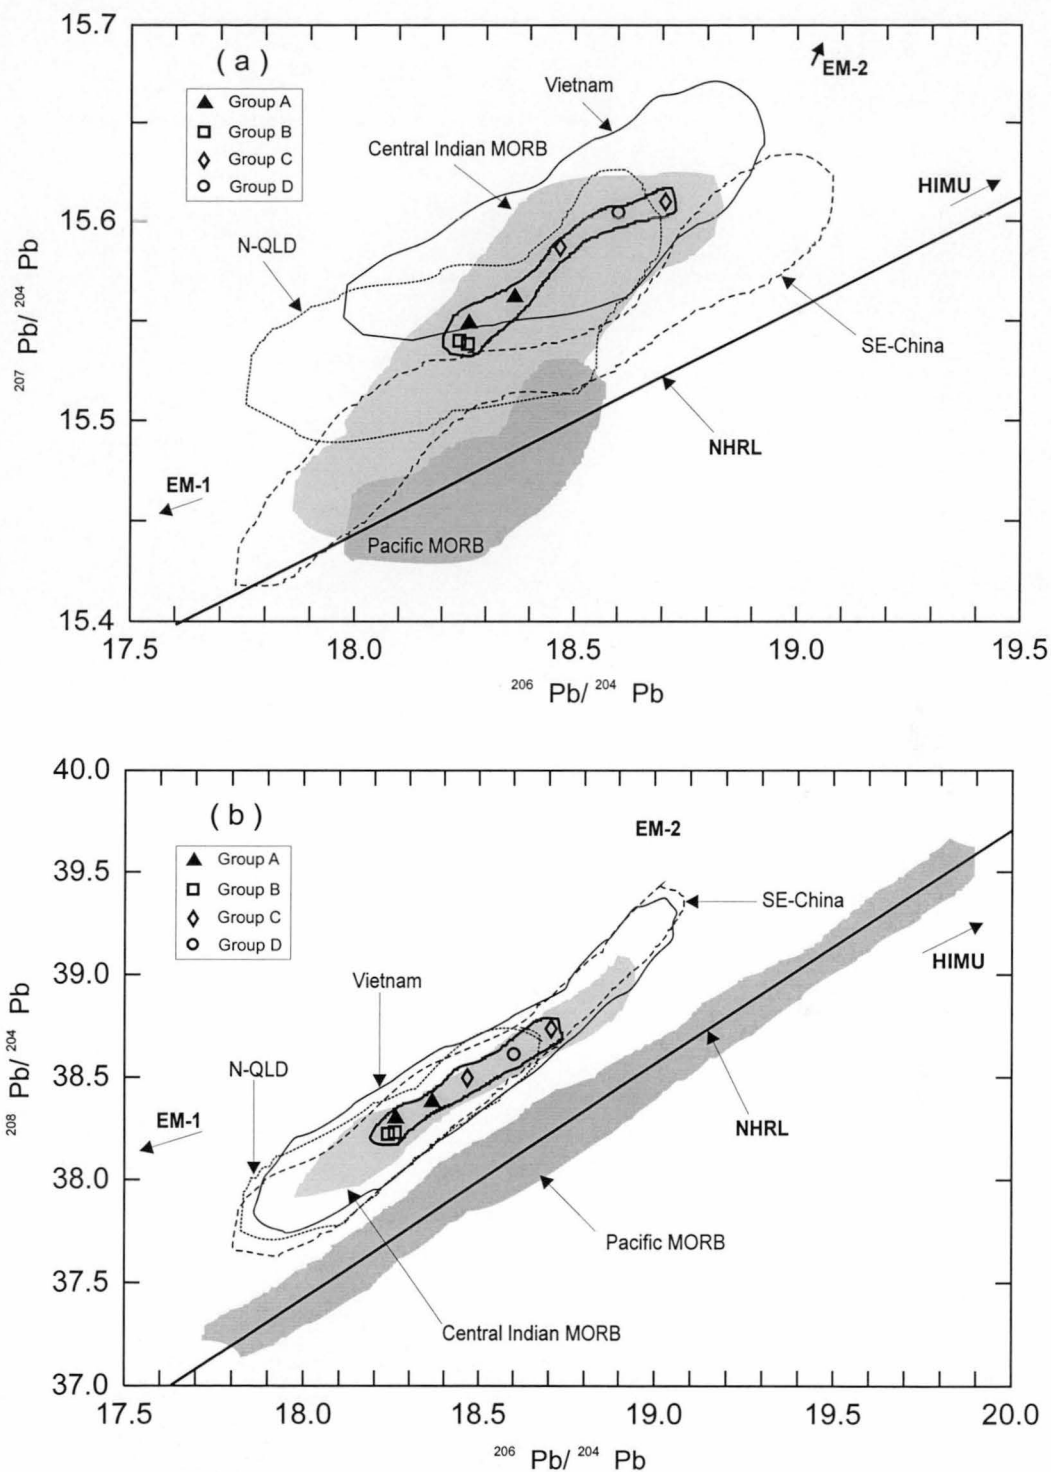 15.7
( a )
EM-2
Vietnam
Group A
Group B
Group C
Group D
Central Indian MORB
HIMU
15.6
N-QLD
SE-China
207 Pb/ 204 Pb
15.5
NHRL
EM-1
Pacific MORB
15.4
17.5 18.0 18.5 19.0 19.5
206 Pb/ 204 Pb
40.0
( b )
EM-2
Group A
Group B
Group C
Group D
39.5
SE-China
HIMU
39.0
Vietnam
208 Pb/ 204 Pb
38.5
N-QLD
EM-1
NHRL
38.0
Pacific MORB
37.5
Central Indian MORB
37.0
17.5 18.0 18.5 19.0 19.5 20.0
206 Pb/ 204 Pb